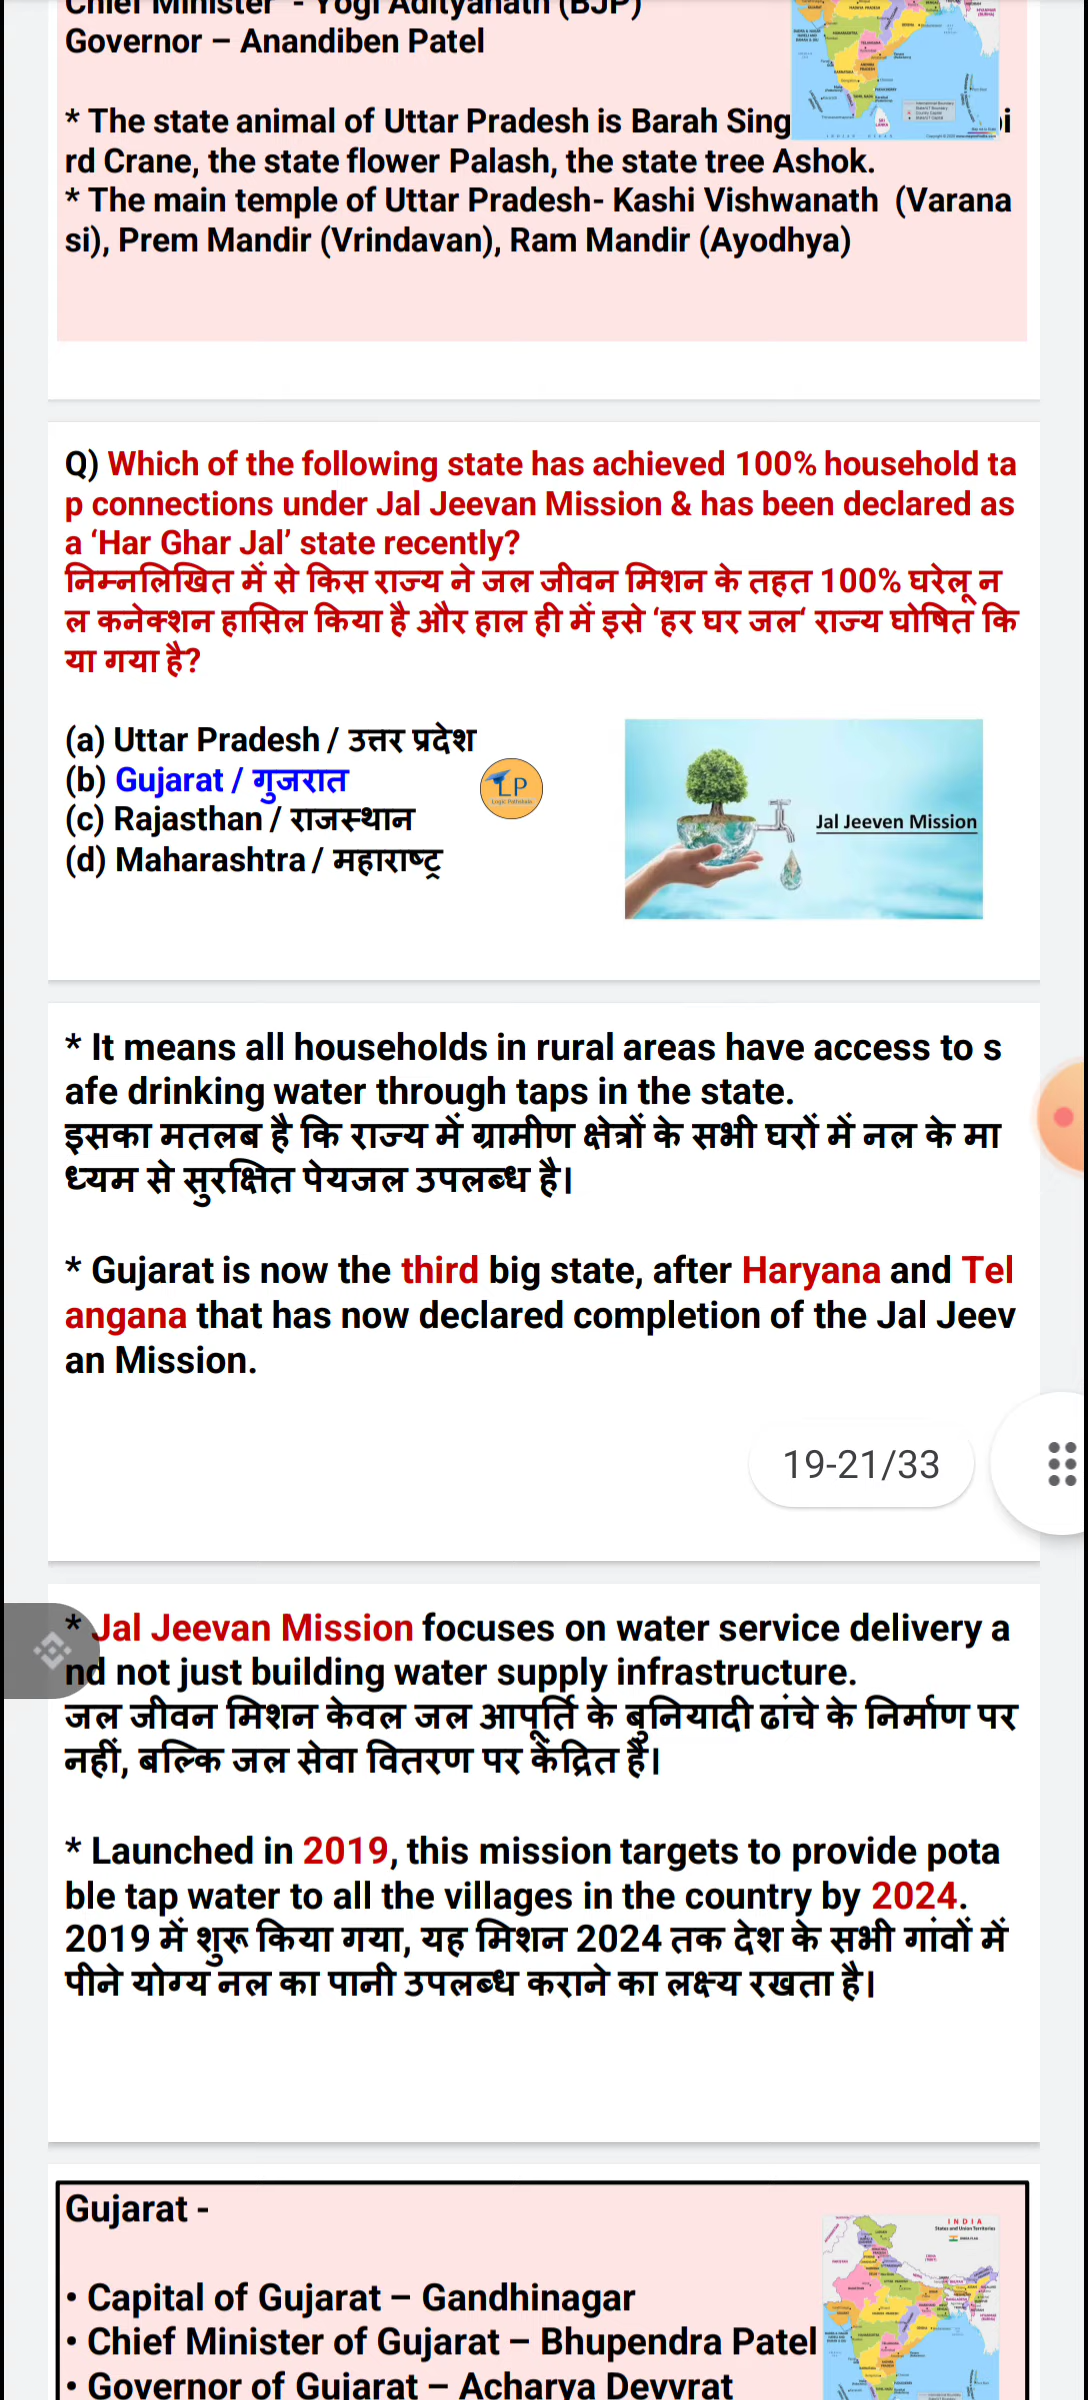 Chief Minister - Yogi Adityanath (BJP)
Governor – Anandiben Patel
* The state animal of Uttar Pradesh is Barah Sing
i
rd Crane, the state flower Palash, the state tree Ashok.
* The main temple of Uttar Pradesh- Kashi Vishwanath (Varana
si), Prem Mandir (Vrindavan), Ram Mandir (Ayodhya)
Q) Which of the following state has achieved 100% household ta
p connections under Jal Jeevan Mission & has been declared as
a ‘Har Ghar Jal’ state recently?
निम्नलिखित में से किस राज्य ने जल जीवन मिशन के तहत 100% घरेलू न
ल कनेक्शन हासिल किया है और हाल ही में इसे ‘हर घर जल‘ राज्य घोषित कि
या गया है?
(a) Uttar Pradesh / उत्तर प्रदेश
(b) Gujarat / गुजरात
(c) Rajasthan / राजस्थान
(d) Maharashtra / महाराष्ट्र
LP
Jal Jeeven Mission
* It means all households in rural areas have access to s
afe drinking water through taps in the state.
इसका मतलब है कि राज्य में ग्रामीण क्षेत्रों के सभी घरों में नल के मा
ध्यम से सुरक्षित पेयजल उपलब्ध है।
* Gujarat is now the third big state, after Haryana and Tel
angana that has now declared completion of the Jal Jeev
an Mission.
19-21/33
* Jal Jeevan Mission focuses on water service delivery a
nd not just building water supply infrastructure.
जल जीवन मिशन केवल जल आपूर्ति के बुनियादी ढांचे के निर्माण पर
नहीं, बल्कि जल सेवा वितरण पर केंद्रित है।
* Launched in 2019, this mission targets to provide pota
ble tap water to all the villages in the country by 2024.
2019 में शुरू किया गया, यह मिशन 2024 तक देश के सभी गांवों में
पीने योग्य नल का पानी उपलब्ध कराने का लक्ष्य रखता है।
Gujarat -
INDIA
States and Union Territories
• Capital of Gujarat – Gandhinagar
• Chief Minister of Gujarat – Bhupendra Patel
• Governor of Gujarat – Acharya Devvrat